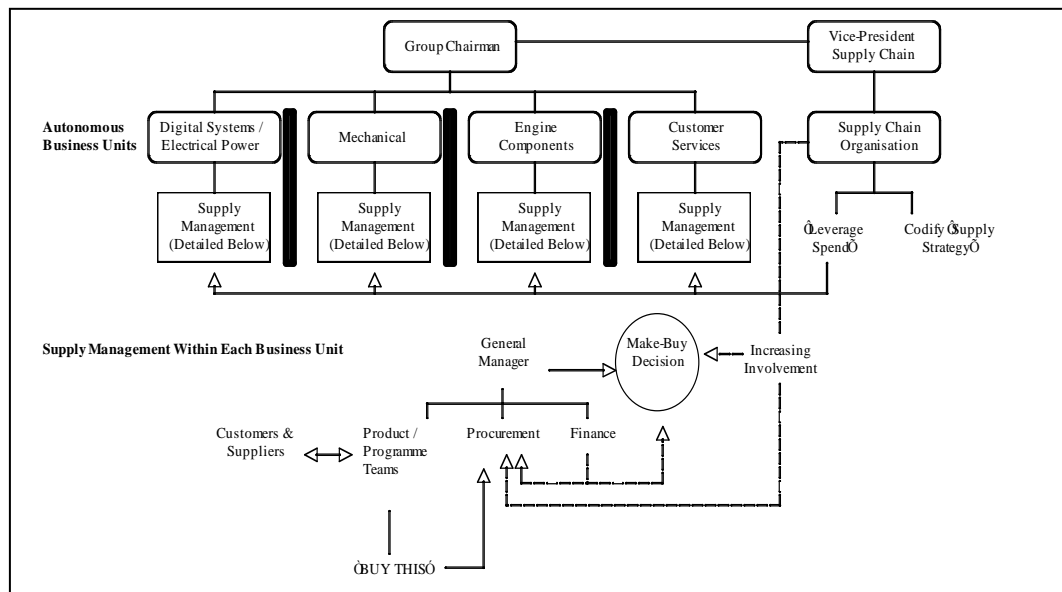 Group Chairman
Vice-President
Supply Chain
Autonomous
Business Units
Digital Systems /
Electrical Power
Mechanical
Engine
Components
Customer
Services
Supply Chain
Organisation
Supply
Management
(Detailed Below)
Supply
Management
(Detailed Below)
Supply
Management
(Detailed Below)
Supply
Management
(Detailed Below)
ÔLeverage
SpendÕ
Codify ÔSupply
StrategyÕ
Supply Management Within Each Business Unit
General
Manager
Make-Buy
Decision
Increasing
Involvement
Customers &
Suppliers
Product /
Programme
Teams
Procurement
Finance
ÒBUY THISÓ